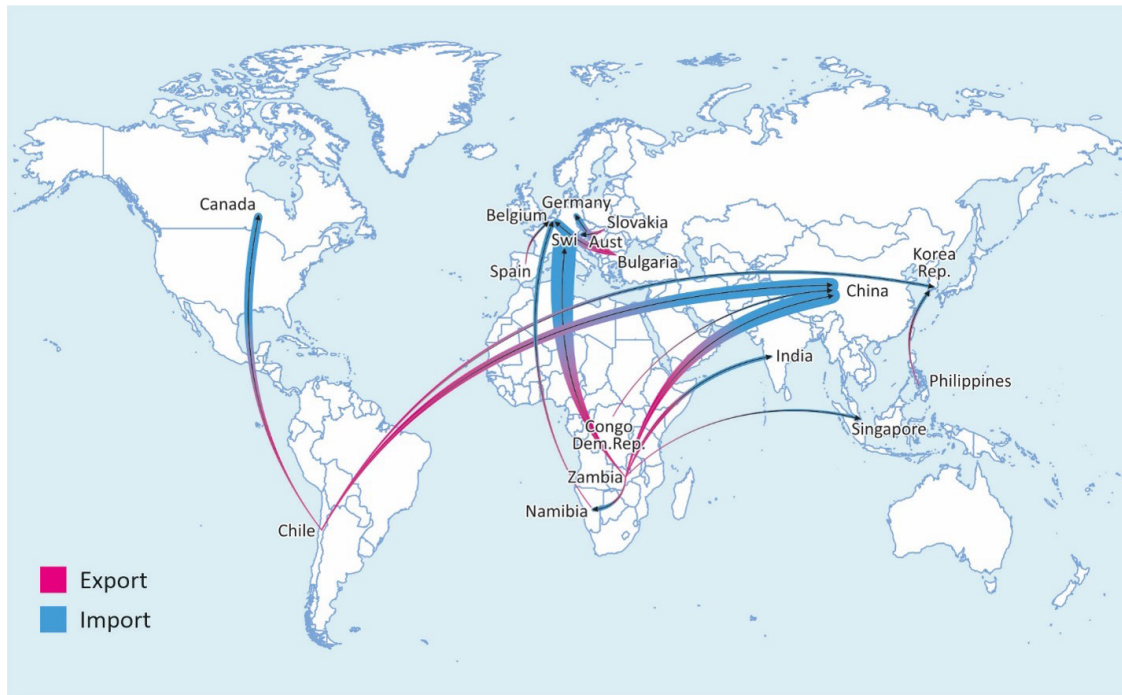 Canada
Germany
Belgium
Slovakia
Swi
Aust
Bulgaria
Spain
Korea
Rep.
China
India
Philippines
Congo
Dem.Rep.
Singapore
Zambia
Namibia
Chile
Export
Import